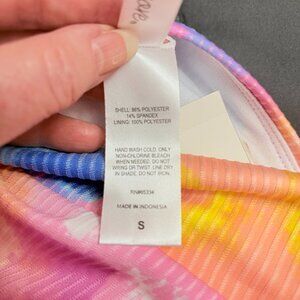 ove
SHELL: 86% POLYESTER
14% SPANDEX
LINING: 100% POLYESTER
HAND WASH COLD. ONLY
NON-CHLORINE BLEACH
WHEN NEEDED. DO NOT
WRING OR TWIST. LINE DRY
IN SHADE. DO NOT IRON.
MADE IN INDONESIA
S